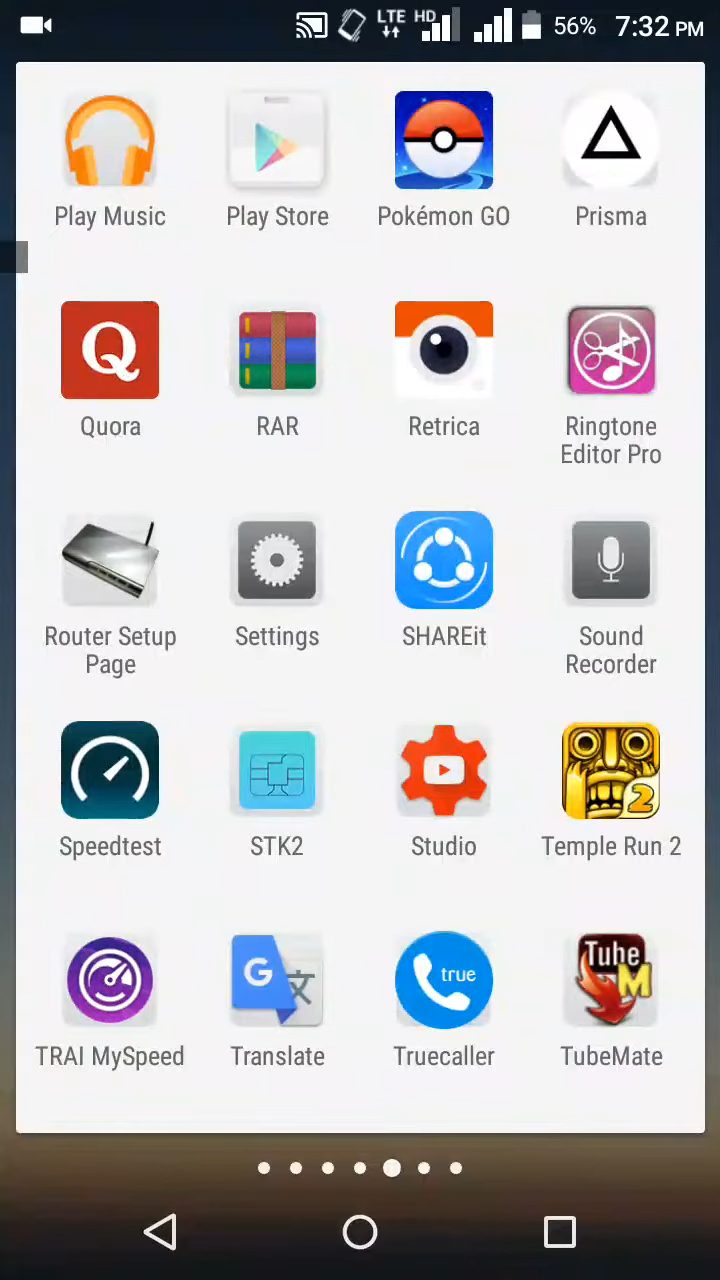 LTE HD 56% 7:32 PM
Play Music Play Store Pokémon GO Prisma
Q
Quora RAR Retrica Ringtone
Editor Pro
Router Setup Settings SHAREit Sound
Page Recorder
2
Speedtest STK2 Studio Temple Run 2
G 文 true Tube
M
TRAI MySpeed Translate Truecaller TubeMate